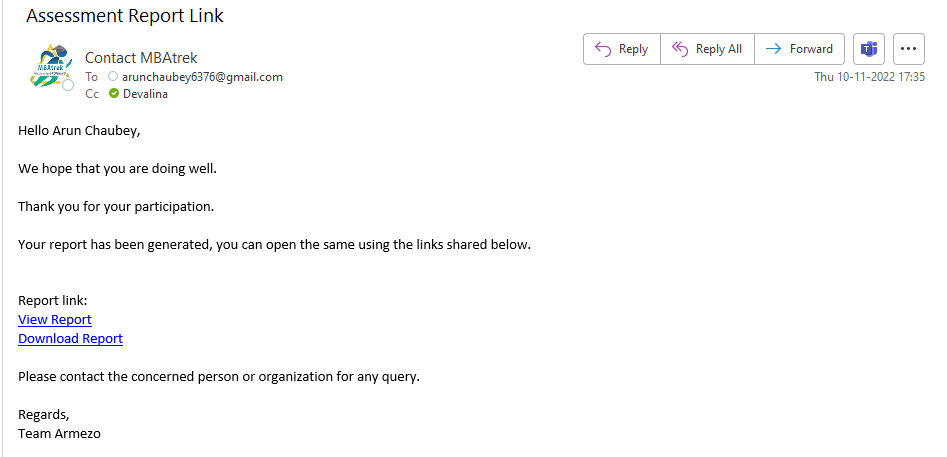 Assessment Report Link
MBAtrek
Contact MBAtrek
To arunchaubey6376@gmail.com
Cc Devalina
Reply
Reply All
Forward
Thu 10-11-2022 17:35
Hello Arun Chaubey,
We hope that you are doing well.
Thank you for your participation.
Your report has been generated, you can open the same using the links shared below.
Report link:
View Report
Download Report
Please contact the concerned person or organization for any query.
Regards,
Team Armezo